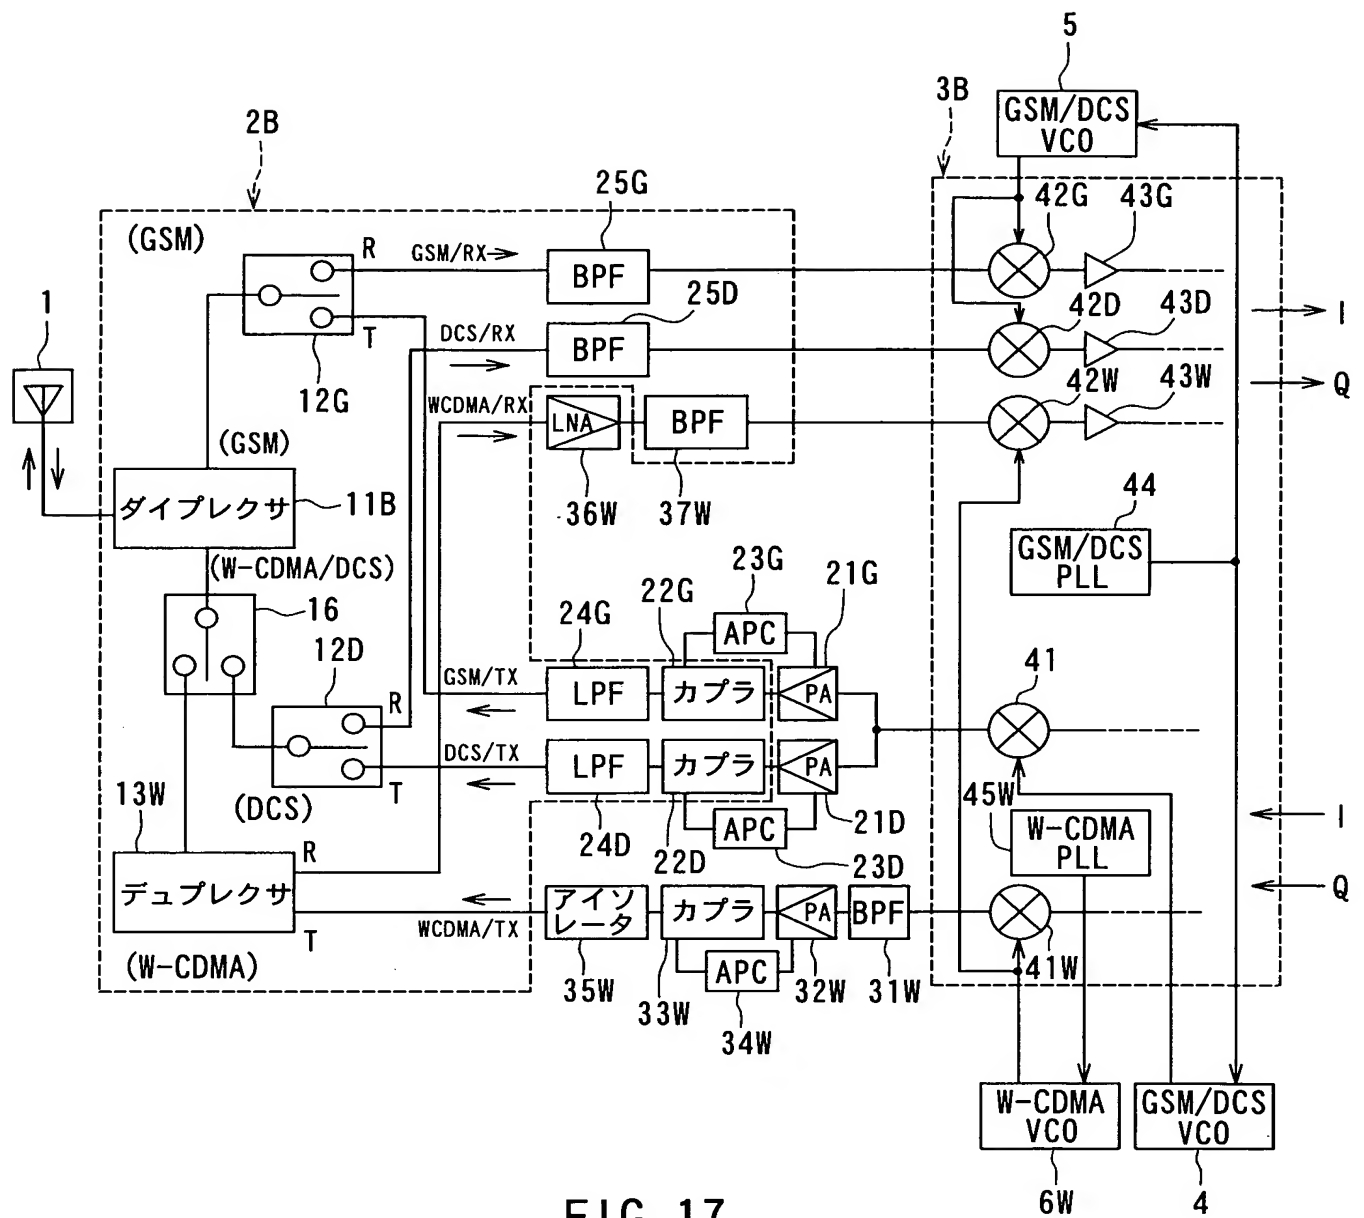 5
3B
GSM/DCS
VCO
2B
25G
42G
43G
(GSM)
R
GSM/RX
BPF
25D
1
T
DCS/RX
BPF
42D
43D
I
12G
42W
43W
Q
WCDMA/RX
LNA
BPF
(GSM)
ダイプレクサ
11B
36W
37W
44
GSM/DCS
PLL
(W-CDMA/DCS)
16
23G
21G
22G
24G
APC
12D
41
GSM/TX
LPF
カプラ
PA
R
DCS/TX
LPF
カプラ
PA
T
13W
(DCS)
45W
24D
22D
APC
23D
21D
W-CDMA
PLL
I
R
デュプレクサ
アイソ
レータ
カプラ
PA
BPF
Q
T
WCDMA/TX
(W-CDMA)
35W
33W
APC
34W
32W
31W
41W
W-CDMA
VCO
GSM/DCS
VCO
6W
4
FIG.17